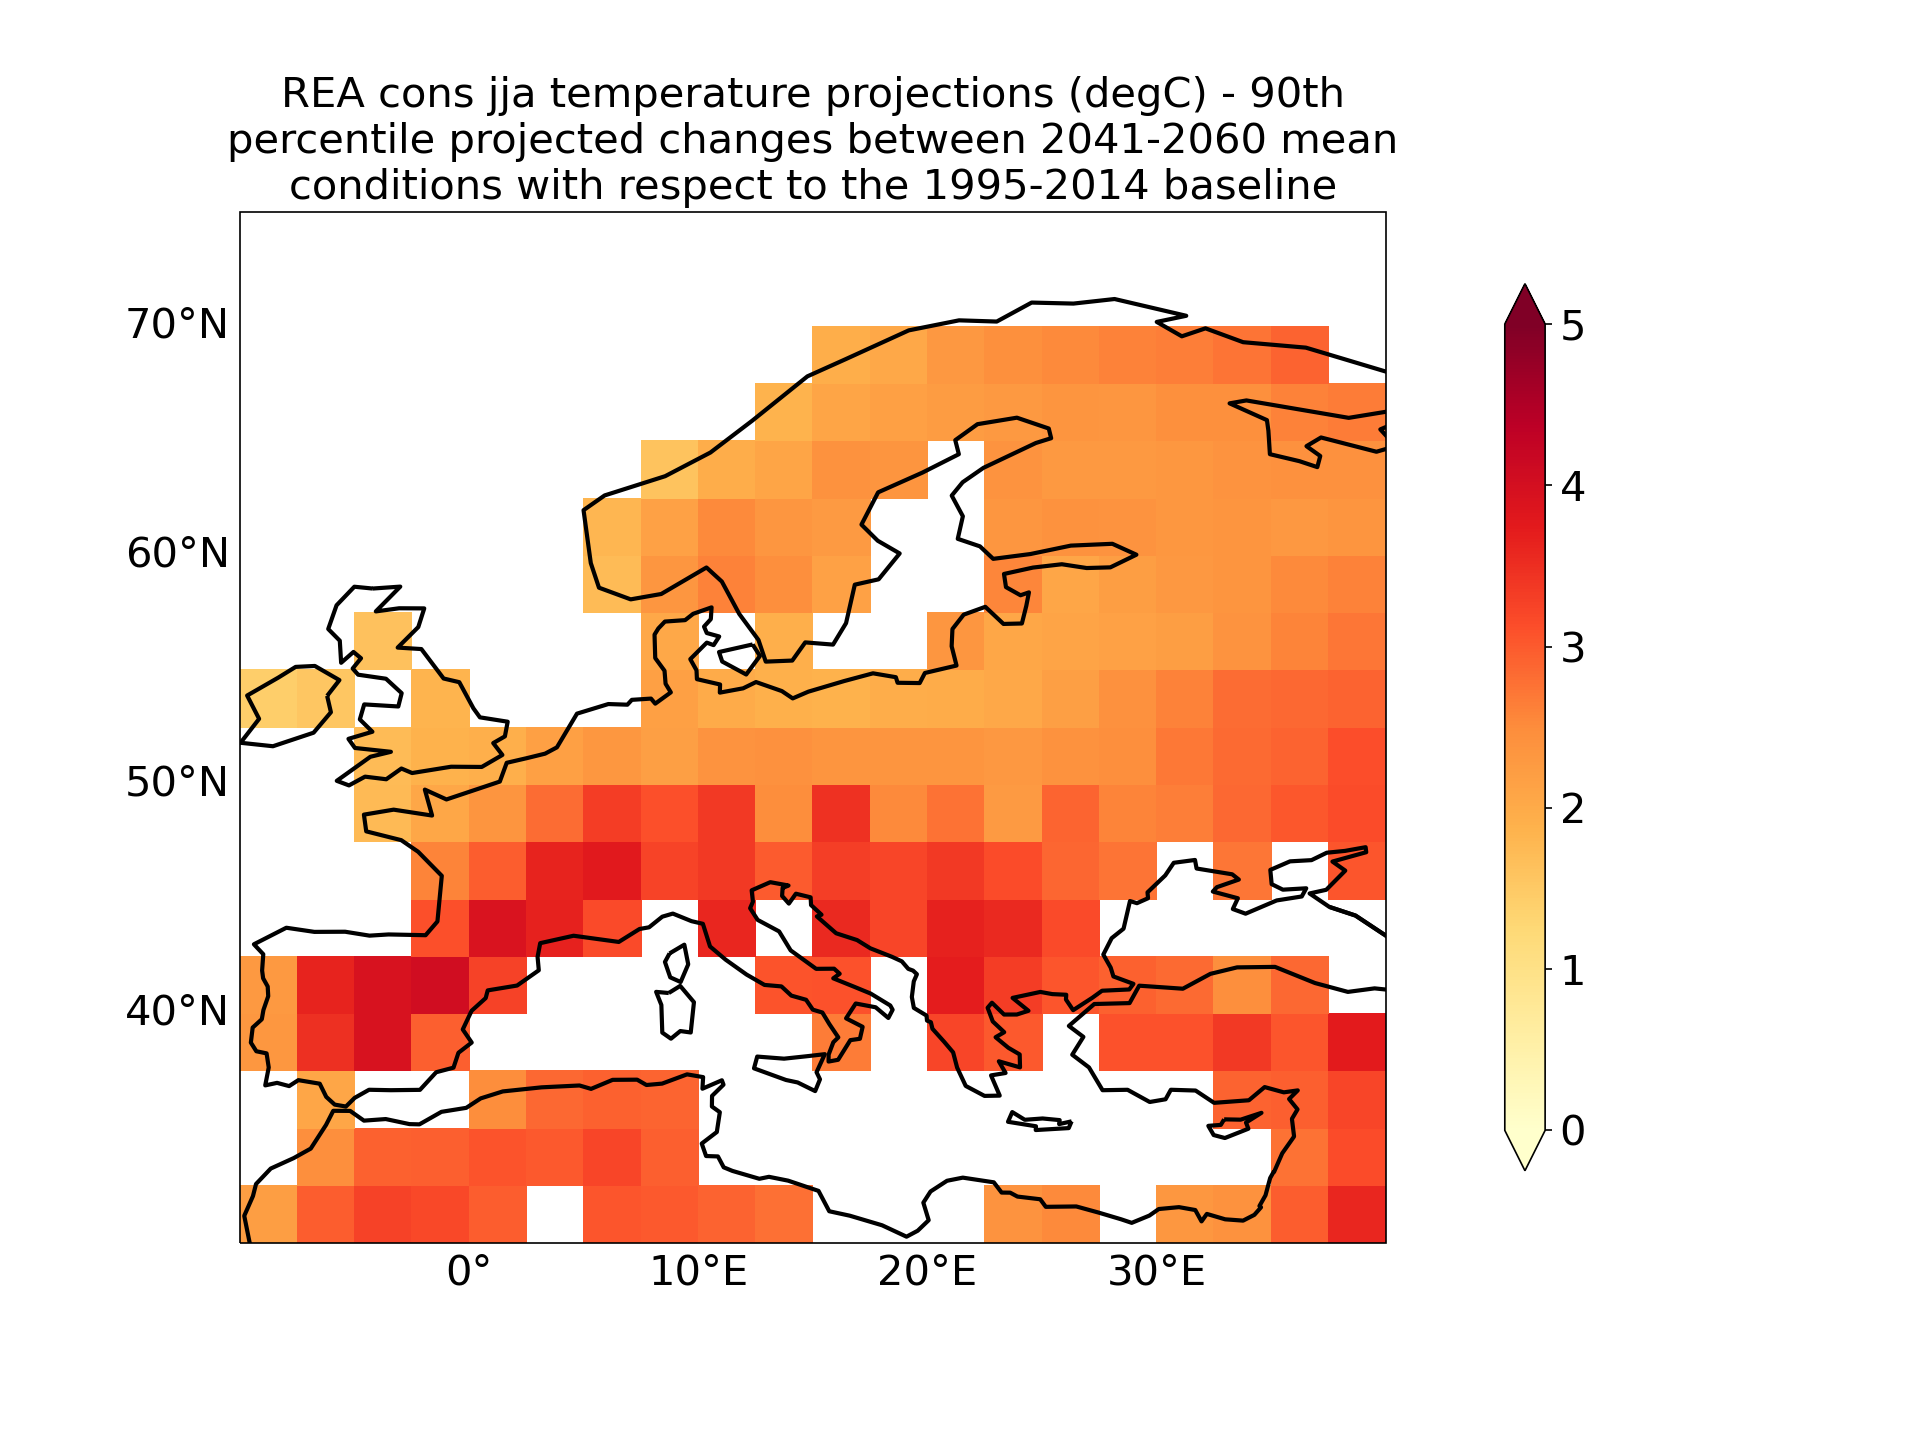 REA cons jja temperature projections (degC) - 90th
percentile projected changes between 2041-2060 mean
conditions with respect to the 1995-2014 baseline
70°N
60°N
50°N
40°N
0°
10°E
20°E
30°E
5
4
3
2
1
0